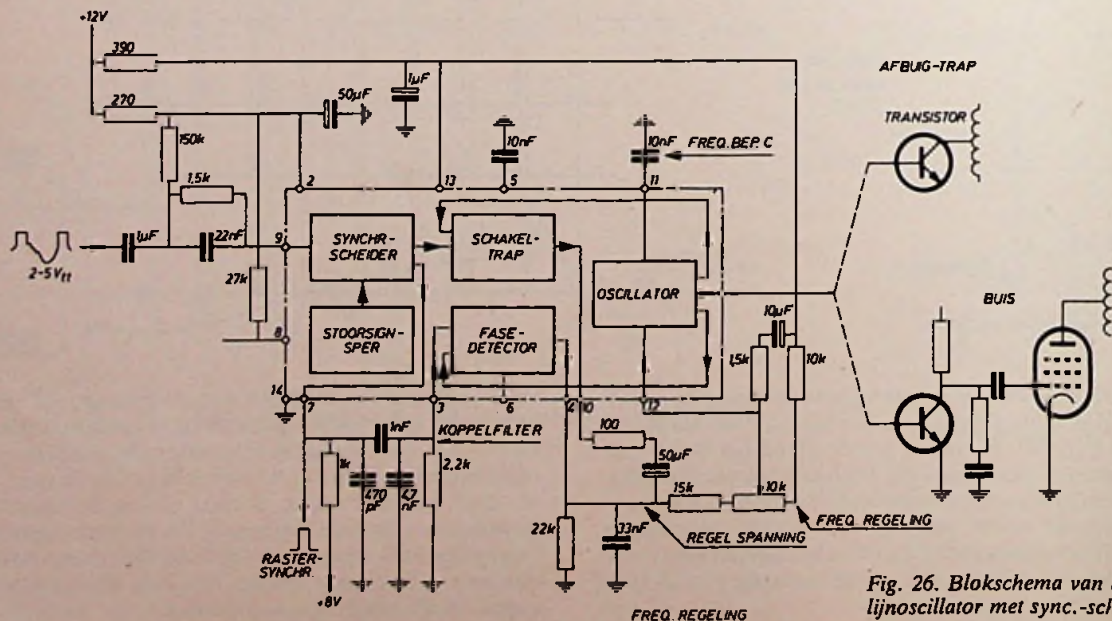 +12V
390
270
150k
1,5k
1µF
50µF
10nF
10nF
FREQ. BEP. C
AFBUIG-TRAP
TRANSISTOR
2
13
5
11
1µF
22nF
9
2-5Vtt
27k
8
14
SYNCHR-
SCHEIDER
SCHAKEL-
TRAP
OSCILLATOR
STOORSIGN-
SPER
FASE-
DETECTOR
10µF
1,5k
10k
BUIS
7
3
6
4
10
12
1nF
KOPPELFILTER
1k
470
pF
4,7
nF
2,2k
100
50µF
15k
10k
22k
33nF
REGEL SPANNING
FREQ. REGELING
RASTER-
SYNCHR.
+8V
FREQ. REGELING
Fig. 26. Blokschema van
lijnoscillator met sync.-sch